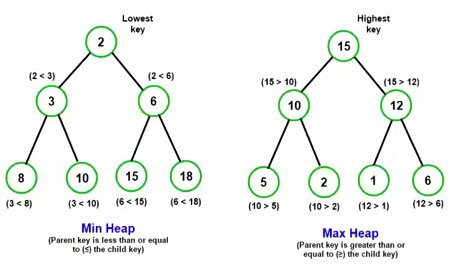 Lowest
key
2
(2 < 3)
(2 < 6)
3
6
8
10
15
18
(3 < 8)
(3 < 10)
(6 < 15)
(6 < 18)
Min Heap
(Parent key is less than or equal
to (≤) the child key)
Highest
key
15
(15 > 10)
(15 > 12)
10
12
5
2
1
6
(10 > 5)
(10 > 2)
(12 > 1)
(12 > 6)
Max Heap
(Parent key is greater than or
equal to (≥) the child key)